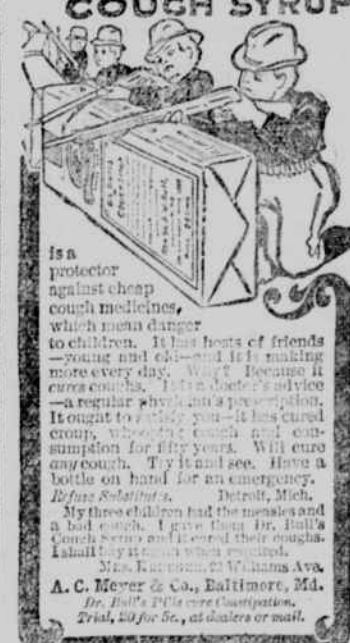 COUGH SYRUP
is a
protector
against cheap
cough medicines,
which mean danger
to children. It has hosts of friends
—young and old—and it is making
more every day. Why? Because it
cures coughs. It is a doctor's advice
—a regular physician's prescription.
It ought to satisfy you—it has cured
croup, whooping cough and con-
sumption for fifty years. Will cure
any cough. Try it and see. Have a
bottle on hand for an emergency.
Refuse Substitutes. Detroit, Mich.
My three children had the measles and
a bad cough. I gave them Dr. Bull's
Cough Syrup and it cured their coughs.
I shall buy it again when required.
Mrs. Williams Ave.
A. C. Meyer & Co., Baltimore, Md.
Dr. Bull's Pills cure Constipation.
Trial, 20 for 5c., at dealers or mail.